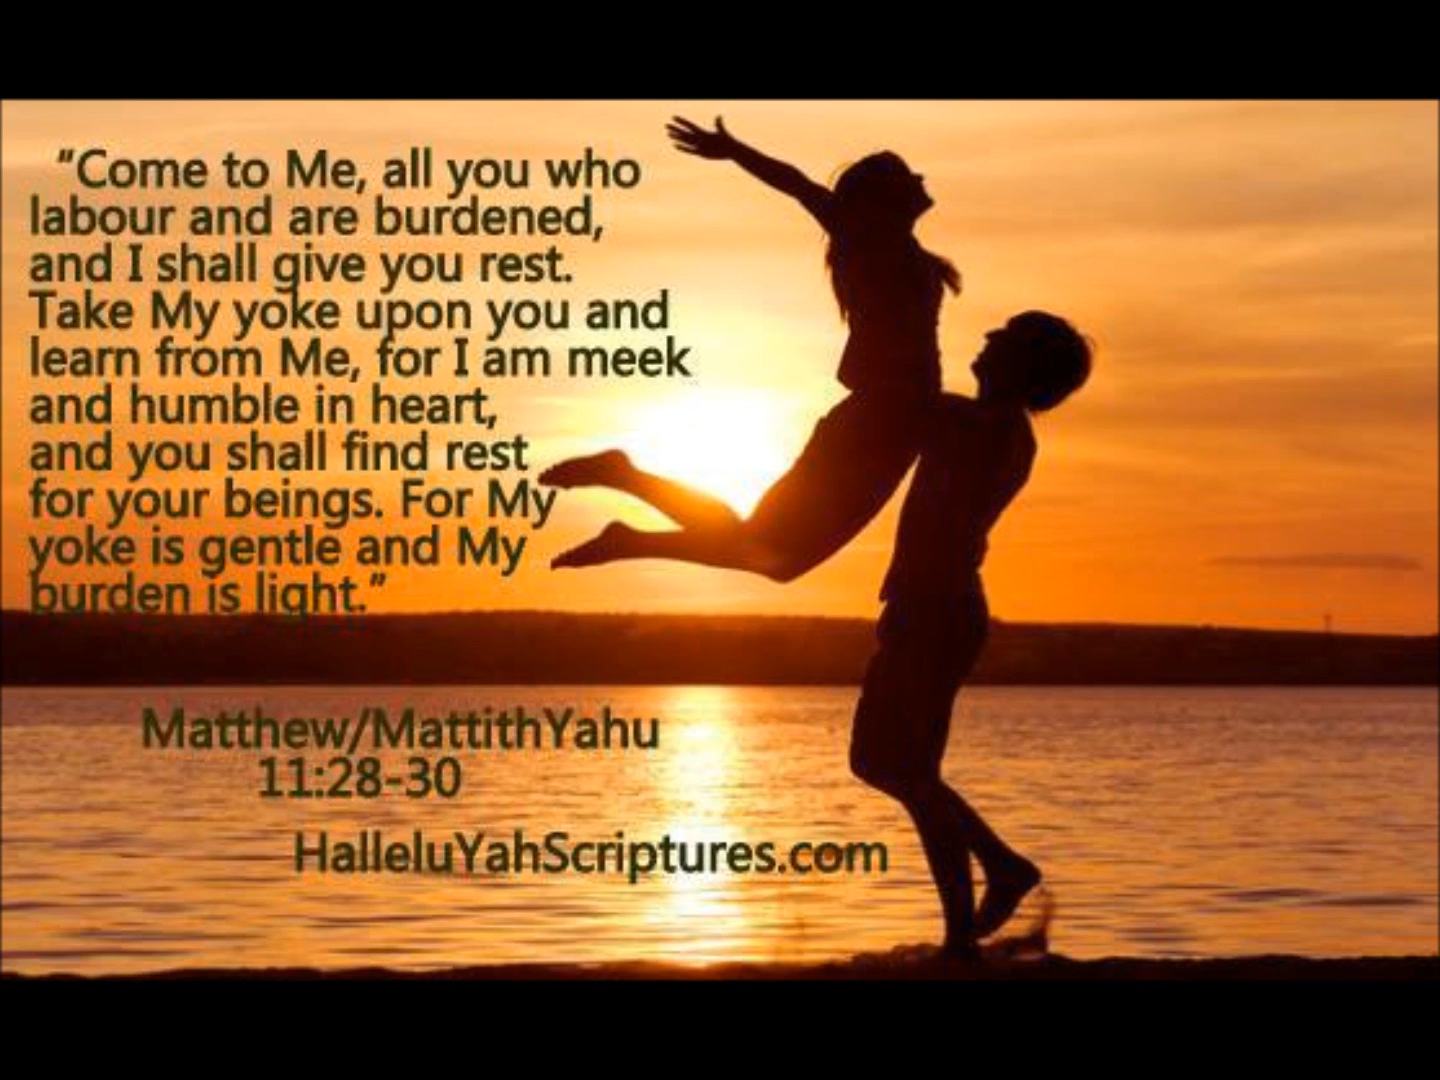 “Come to Me, all you who
labour and are burdened,
and I shall give you rest.
Take My yoke upon you and
learn from Me, for I am meek
and humble in heart,
and you shall find rest
for your beings. For My
yoke is gentle and My
burden is light.”
Matthew/MattithYahu
11:28-30
HalleluYahScriptures.com